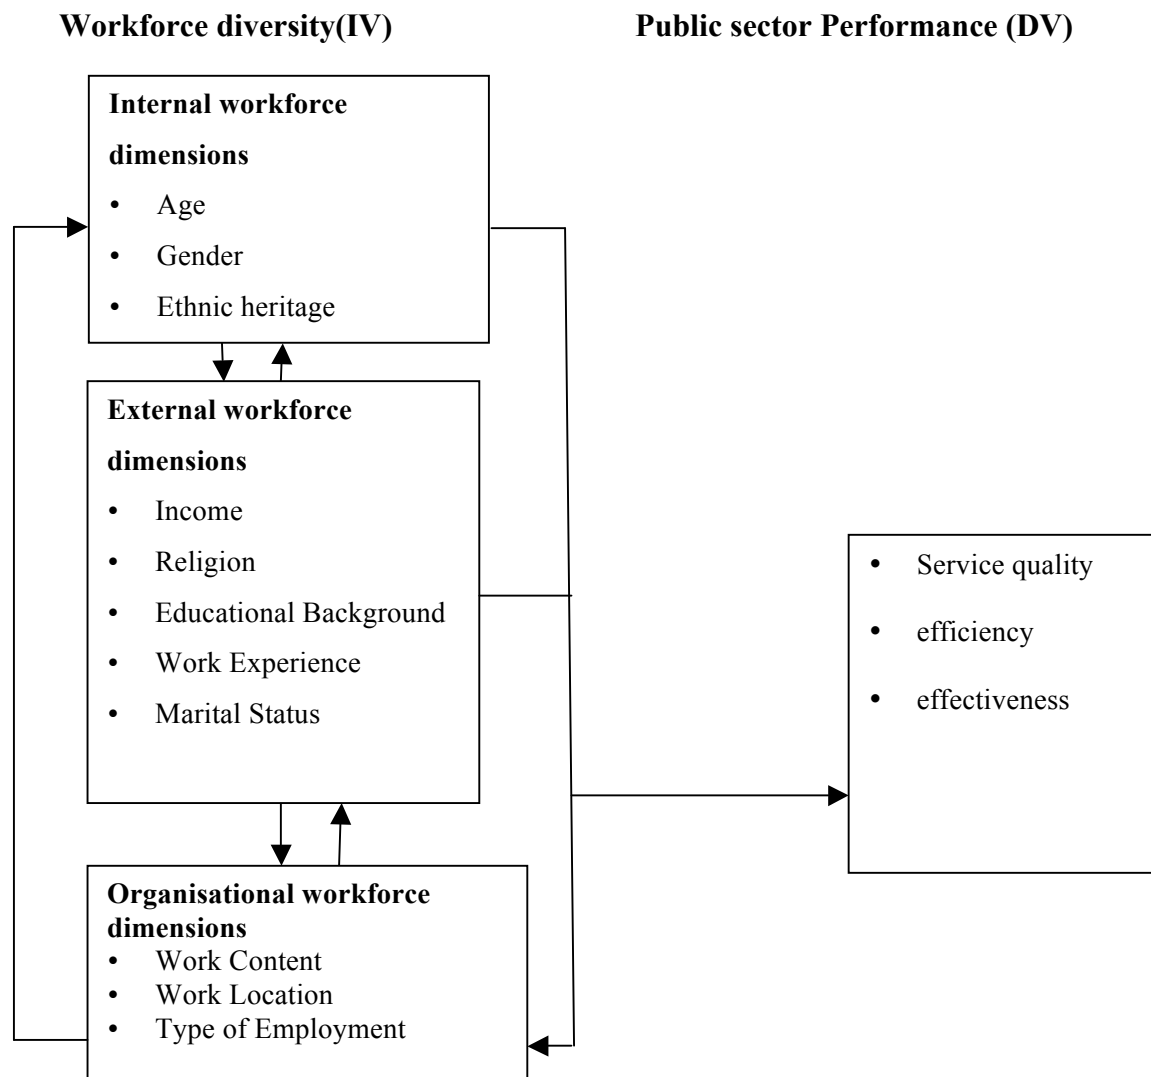 Workforce diversity(IV)
Public sector Performance (DV)
Internal workforce
dimensions
• Age
• Gender
• Ethnic heritage
External workforce
dimensions
• Income
• Religion
• Educational Background
• Work Experience
• Marital Status
Organisational workforce
dimensions
• Work Content
• Work Location
• Type of Employment
• Service quality
• efficiency
• effectiveness